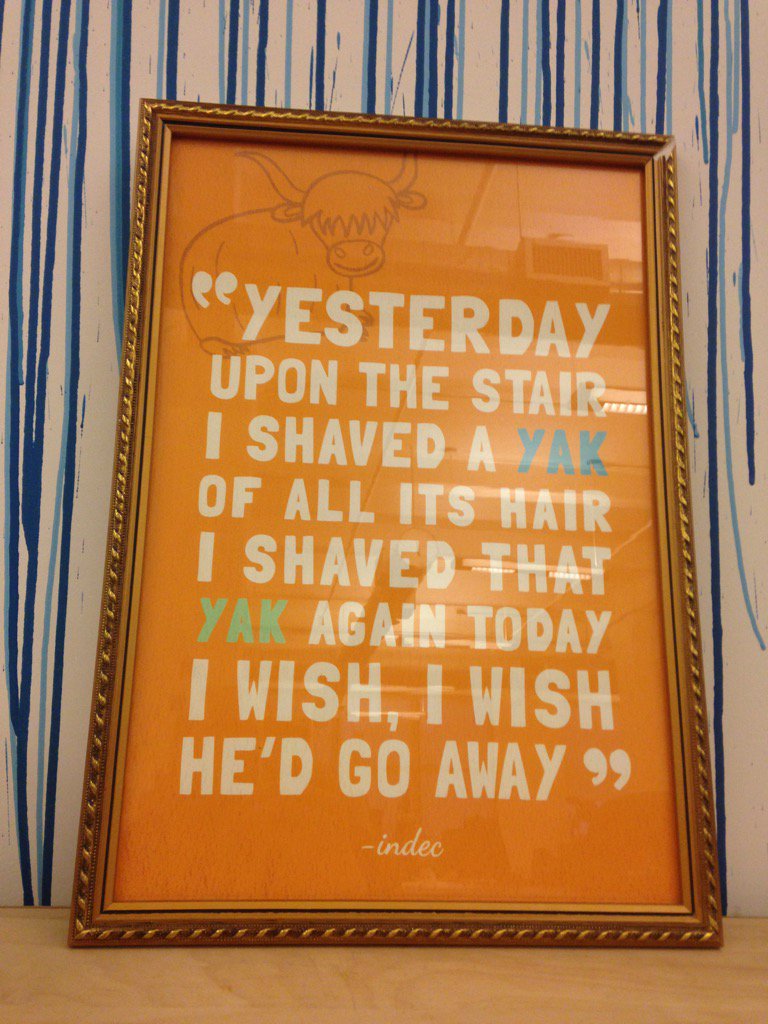 “YESTERDAY
UPON THE STAIR
I SHAVED A YAK
OF ALL ITS HAIR
I SHAVED THAT
YAK AGAIN TODAY
I WISH, I WISH
HE’D GO AWAY”
-indec